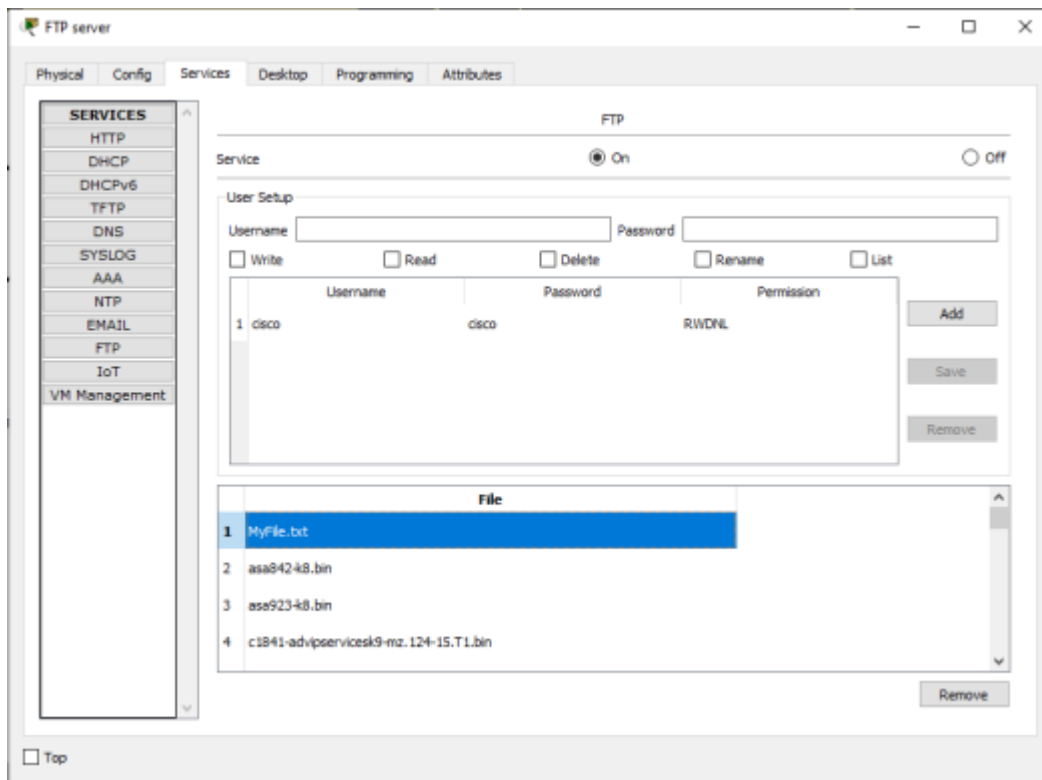 FTP server
Physical Config Services Desktop Programming Attributes
SERVICES
HTTP
DHCP
DHCPv6
TFTP
DNS
SYSLOG
AAA
NTP
EMAIL
FTP
IoT
VM Management
FTP
Service On Off
User Setup
Username Password
Write Read Delete Rename List
Username Password Permission
1 cisco cisco RWDNL
Add
Save
Remove
File
1 MyFile.txt
2 asa842-k8.bin
3 asa923-k8.bin
4 c1841-advipservicesk9-mz.124-15.T1.bin
Remove
Top